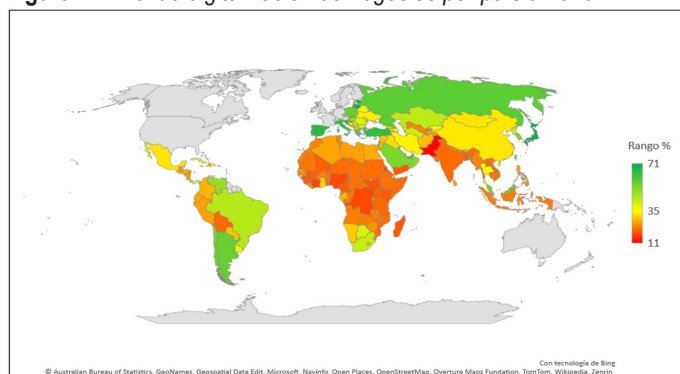 Rango %
71
35
11
Con tecnología de Bing
© Australian Bureau of Statistics, GeoNames, Geospatial Data Edit, Microsoft, Navinfo, Open Places, OpenStreetMap, Overture Maps Fundation, TomTom, Wikipedia, Zenrin